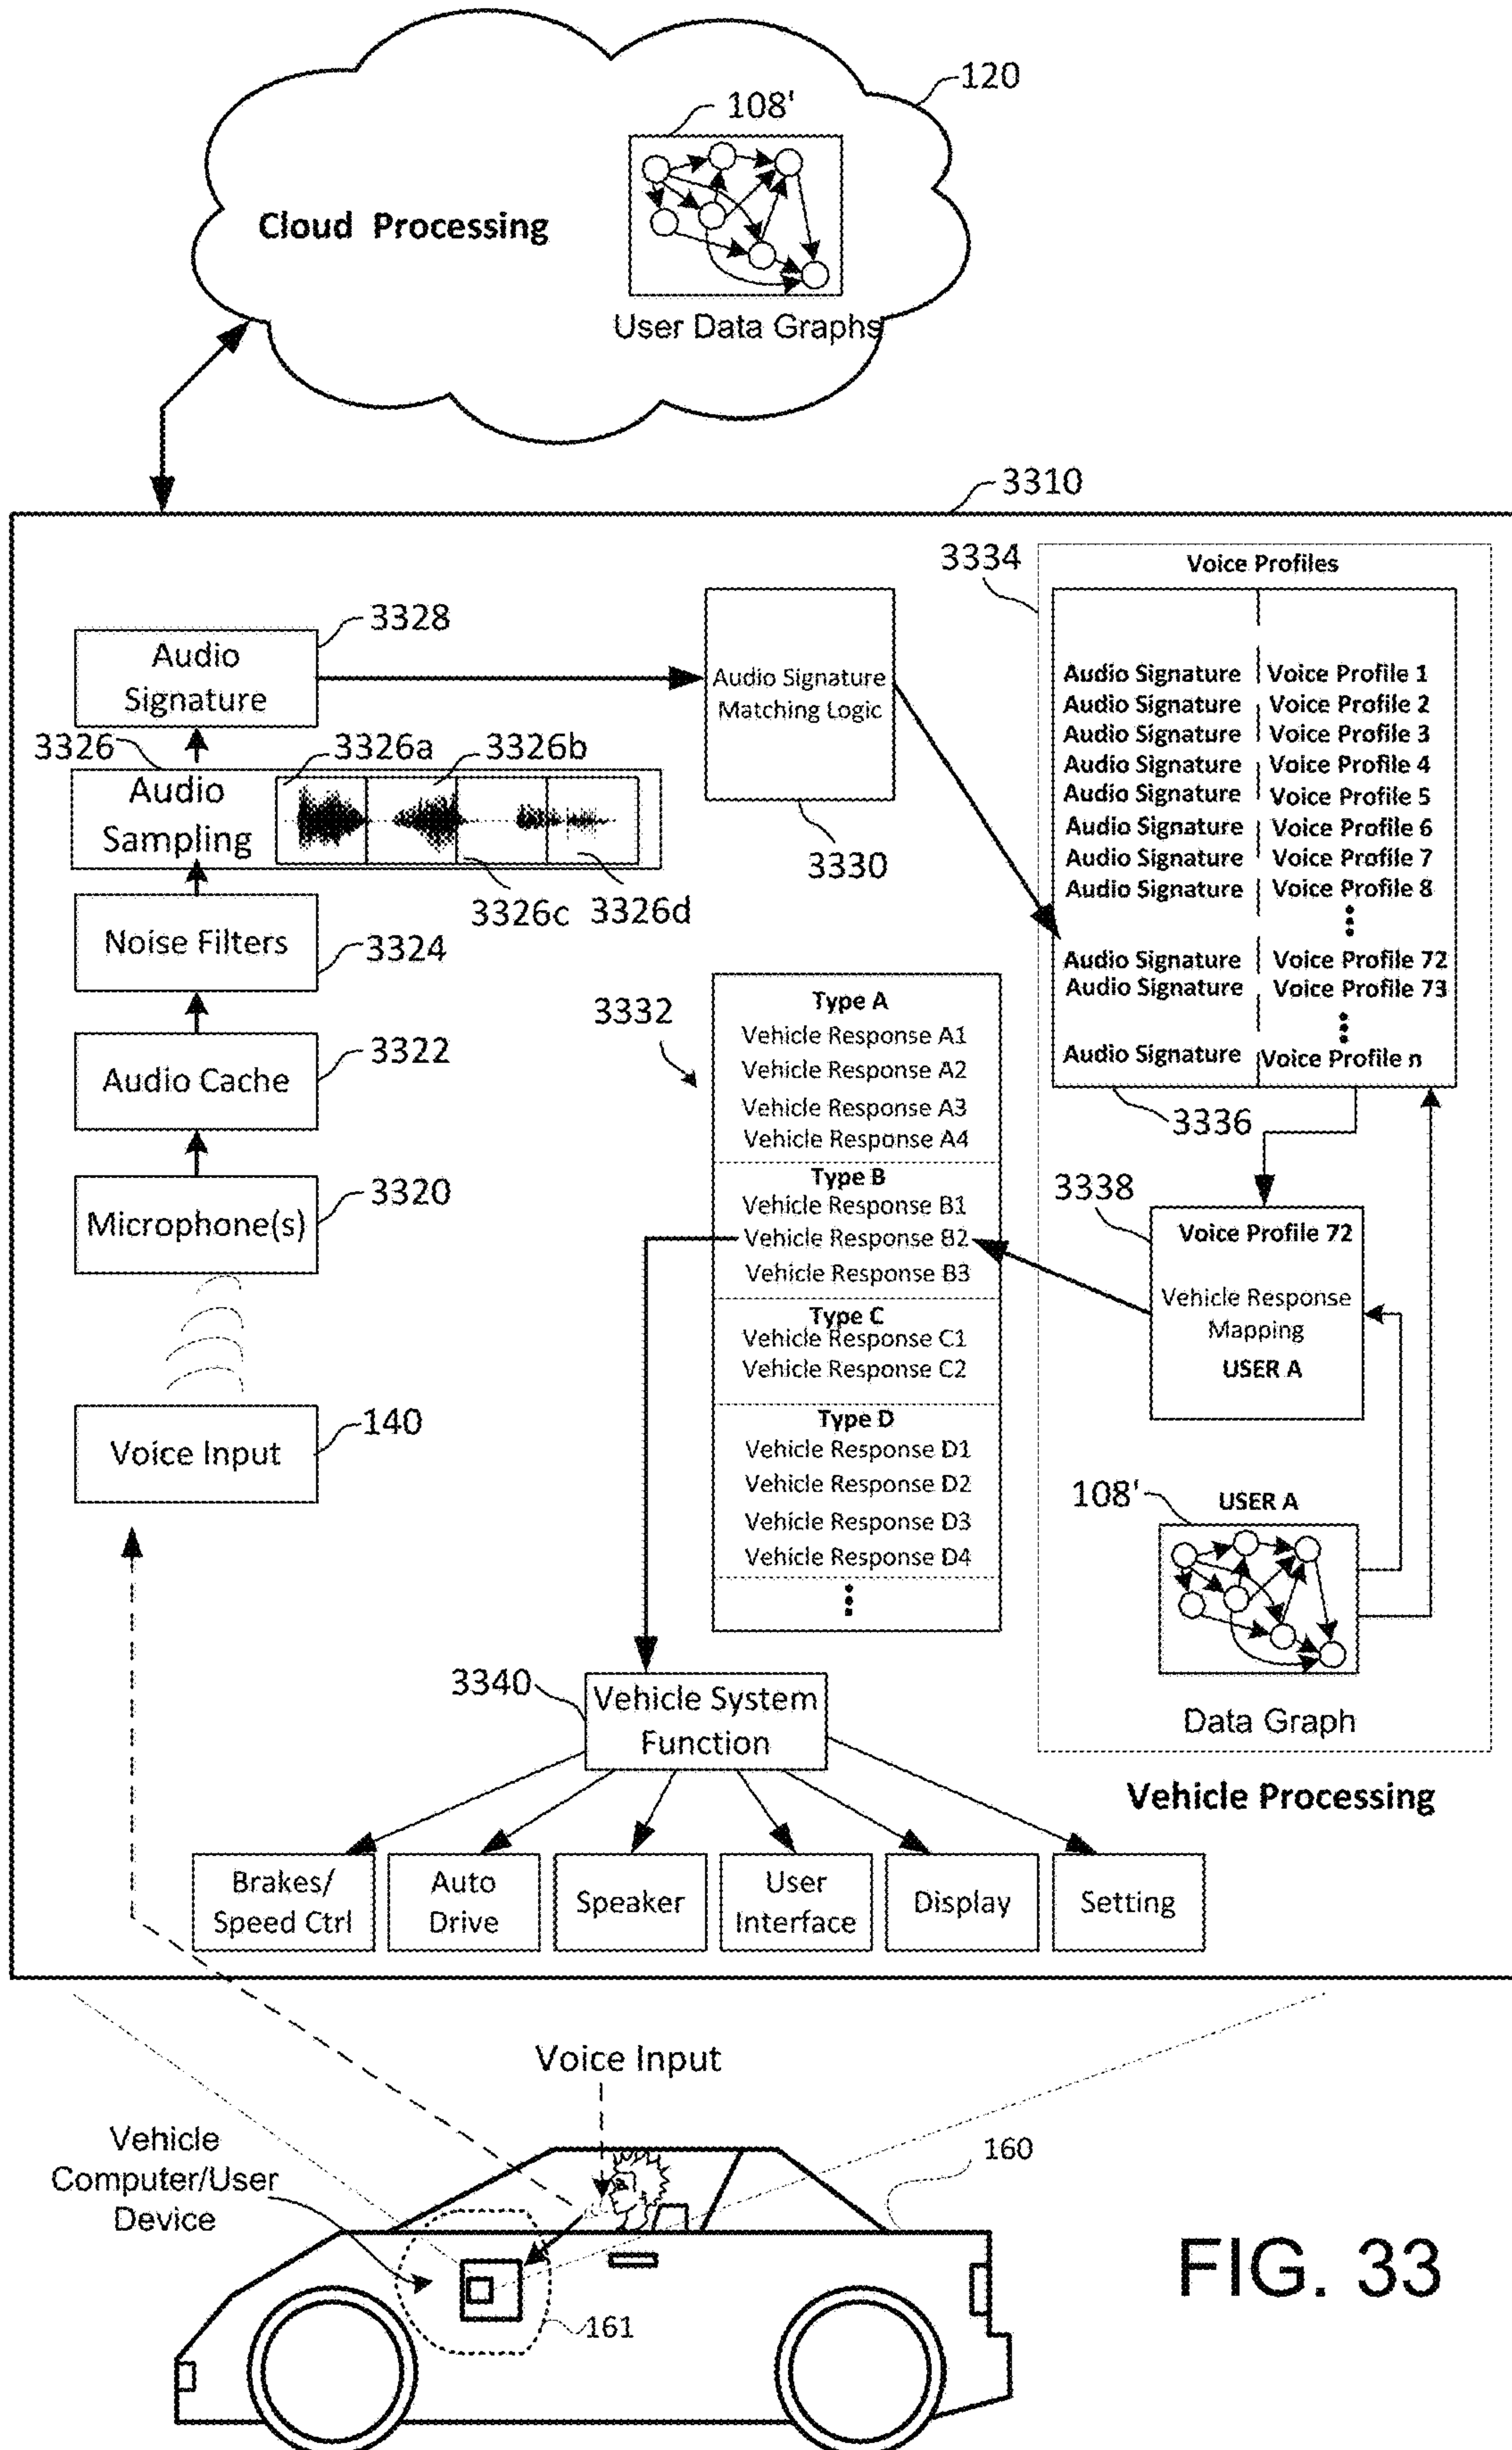 120
108'
Cloud Processing
User Data Graphs
3310
3334
Voice Profiles
3328
Audio
Signature
Audio Signature
Matching Logic
3330
Audio Signature Voice Profile 1
Audio Signature Voice Profile 2
Audio Signature Voice Profile 3
Audio Signature Voice Profile 4
Audio Signature Voice Profile 5
Audio Signature Voice Profile 6
Audio Signature Voice Profile 7
Audio Signature Voice Profile 8
Audio Signature Voice Profile 72
Audio Signature Voice Profile 73
Audio Signature Voice Profile n
3336
3326
3326a
3326b
Audio
Sampling
3326c
3326d
Noise Filters
3324
Audio Cache
3322
Microphone(s)
3320
Voice Input
140
3332
Type A
Vehicle Response A1
Vehicle Response A2
Vehicle Response A3
Vehicle Response A4
Type B
Vehicle Response B1
Vehicle Response B2
Vehicle Response B3
Type C
Vehicle Response C1
Vehicle Response C2
Type D
Vehicle Response D1
Vehicle Response D2
Vehicle Response D3
Vehicle Response D4
3338
Voice Profile 72
Vehicle Response
Mapping
USER A
108'
USER A
Data Graph
3340
Vehicle System
Function
Vehicle Processing
Brakes/
Speed Ctrl
Auto
Drive
Speaker
User
Interface
Display
Setting
Voice Input
Vehicle
Computer/User
Device
160
161
FIG. 33